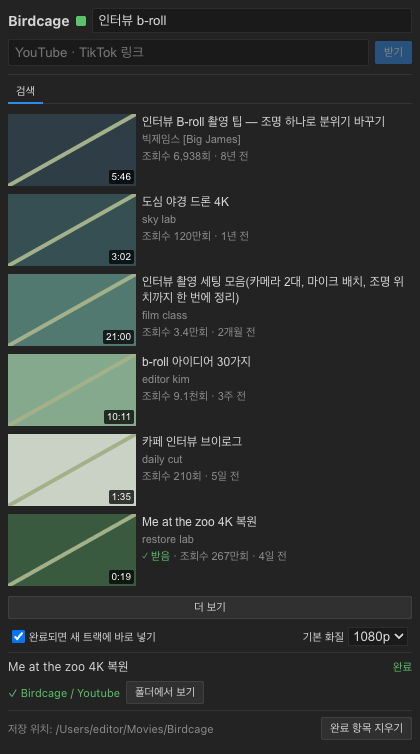 Birdcage
인터뷰 b-roll
YouTube · TikTok 링크
받기
검색
5:46
인터뷰 B-roll 촬영 팁 — 조명 하나로 분위기 바꾸기
빅제임스 [Big James]
조회수 6,938회 · 8년 전
3:02
도심 야경 드론 4K
sky lab
조회수 120만회 · 1년 전
21:00
인터뷰 촬영 세팅 모음(카메라 2대, 마이크 배치, 조명 위
치까지 한 번에 정리)
film class
조회수 3.4만회 · 2개월 전
10:11
b-roll 아이디어 30가지
editor kim
조회수 9.1천회 · 3주 전
1:35
카페 인터뷰 브이로그
daily cut
조회수 210회 · 5일 전
0:19
Me at the zoo 4K 복원
restore lab
✓ 받음 · 조회수 267만회 · 4일 전
더 보기
완료되면 새 트랙에 바로 넣기
기본 화질 1080p
Me at the zoo 4K 복원
완료
✓ Birdcage / Youtube
폴더에서 보기
저장 위치: /Users/editor/Movies/Birdcage
완료 항목 지우기